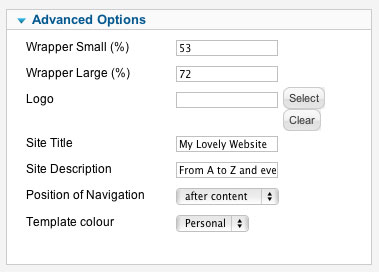 Advanced Options
Wrapper Small (%) 53
Wrapper Large (%) 72
Logo Select
Clear
Site Title My Lovely Website
Site Description From A to Z and eve
Position of Navigation after content
Template colour Personal